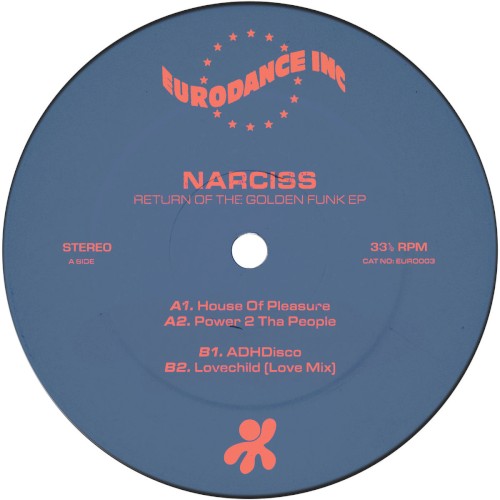 EURODANCE INC
NARCISS
RETURN OF THE GOLDEN FUNK EP
STEREO
A SIDE
33⅓ RPM
CAT NO: EURO003
A1. House Of Pleasure
A2. Power 2 Tha People
B1. ADHDisco
B2. Lovechild (Love Mix)